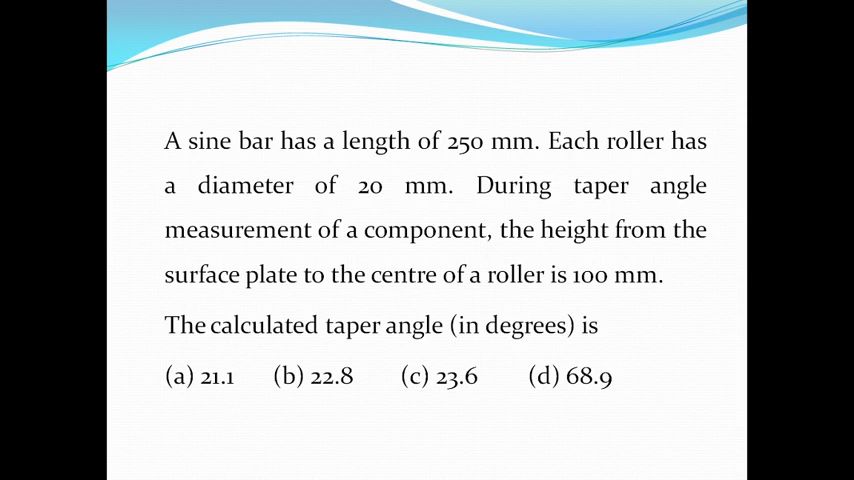 A sine bar has a length of 250 mm. Each roller has
a diameter of 20 mm. During taper angle
measurement of a component, the height from the
surface plate to the centre of a roller is 100 mm.
The calculated taper angle (in degrees) is
(a) 21.1 (b) 22.8 (c) 23.6 (d) 68.9